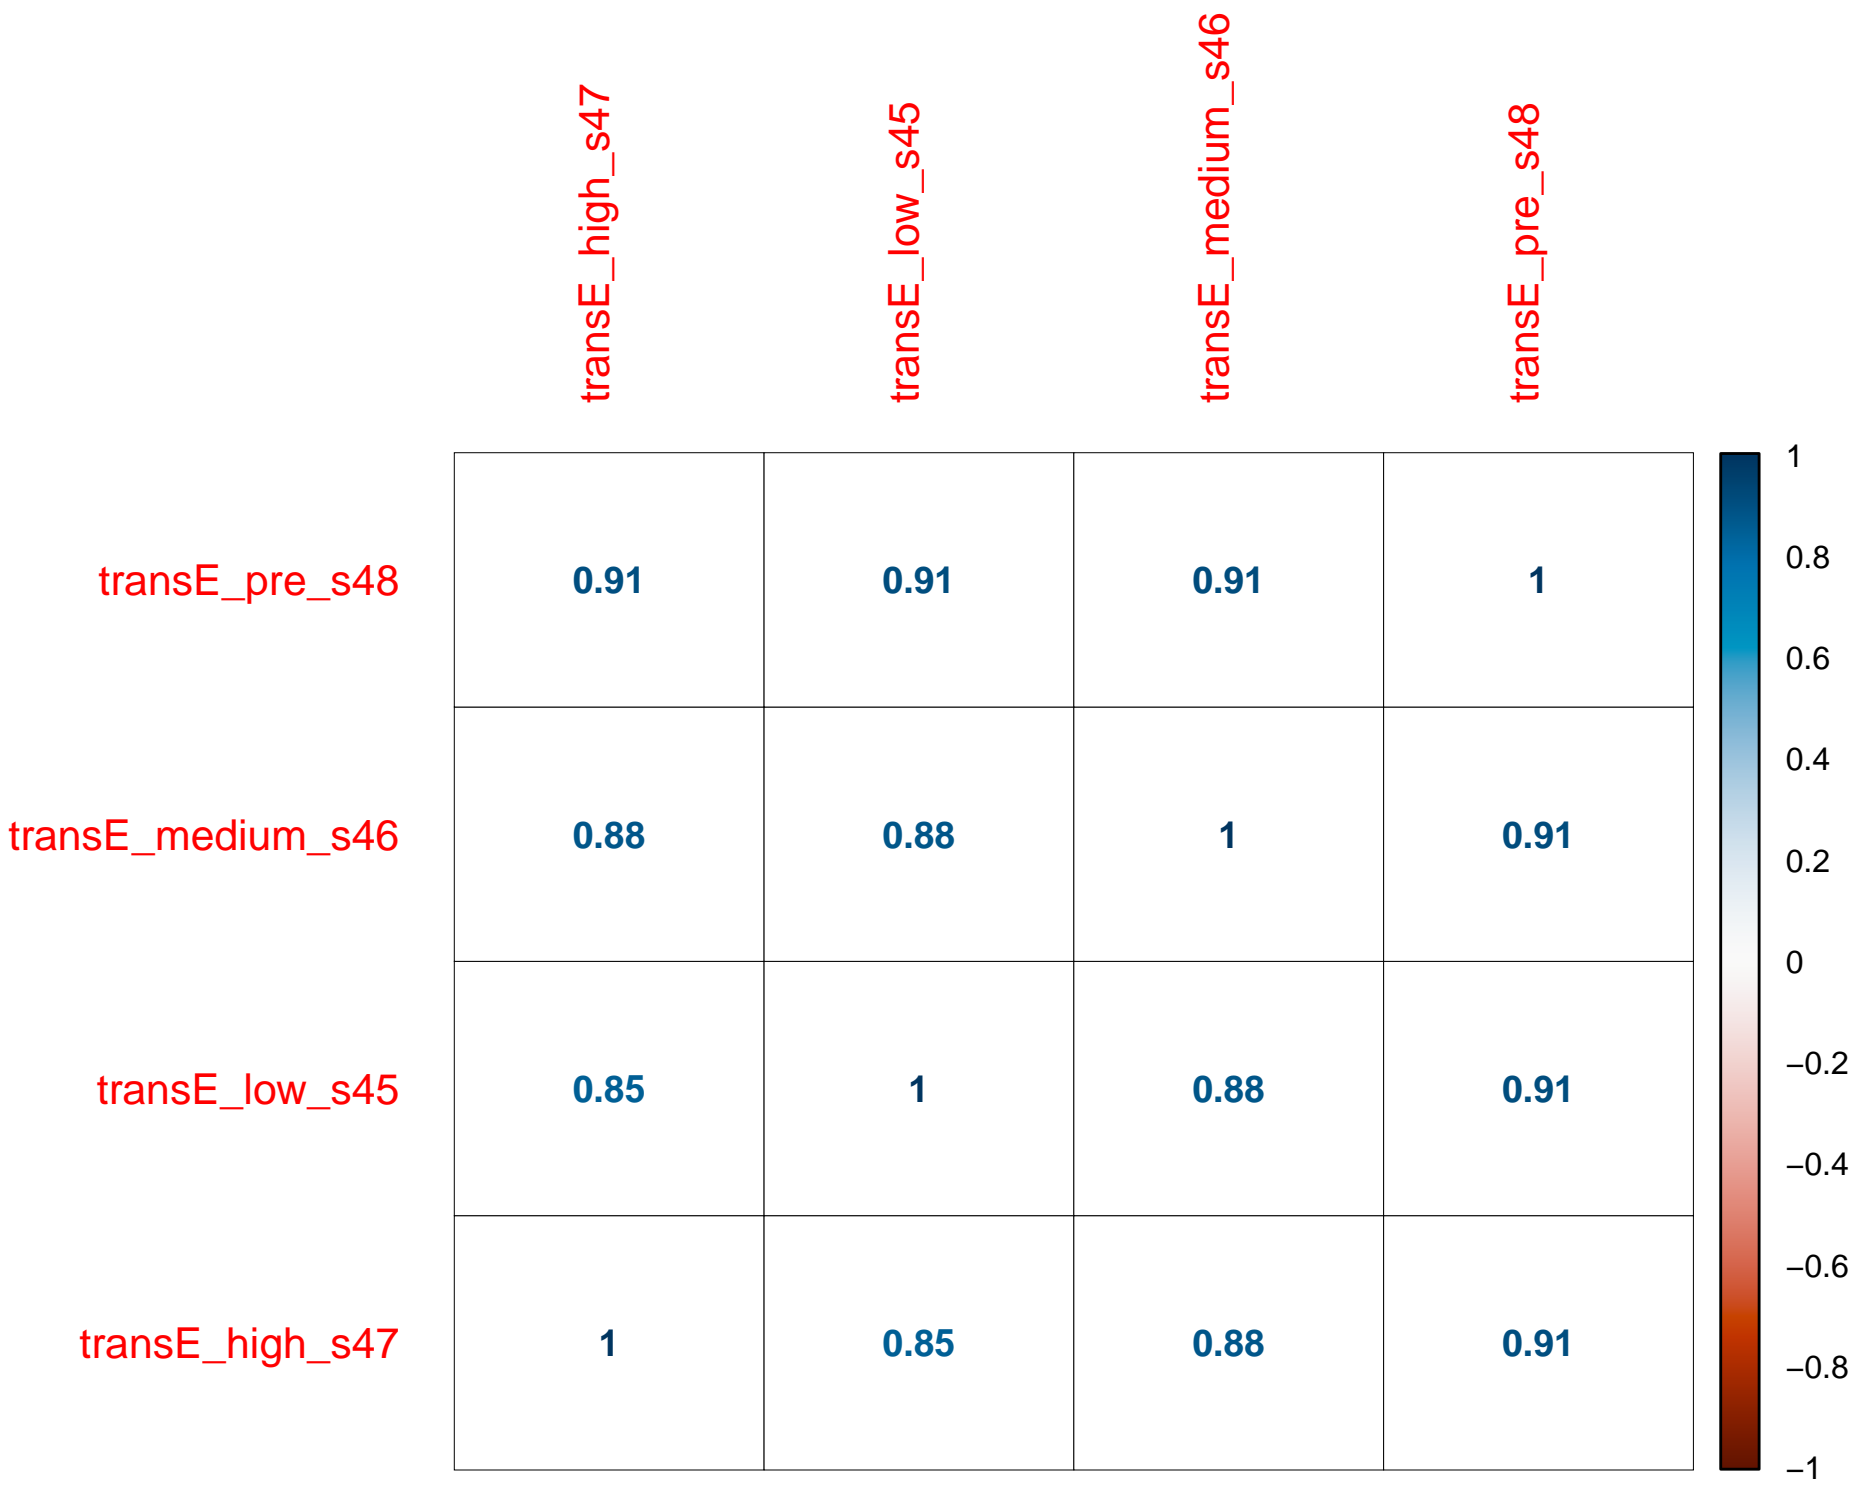 transE_high_s47
transE_low_s45
transE_medium_s46
transE_pre_s48
transE_pre_s48 0.91 0.91 0.91 1
transE_medium_s46 0.88 0.88 1 0.91
transE_low_s45 0.85 1 0.88 0.91
transE_high_s47 1 0.85 0.88 0.91
1
0.8
0.6
0.4
0.2
0
−0.2
−0.4
−0.6
−0.8
−1